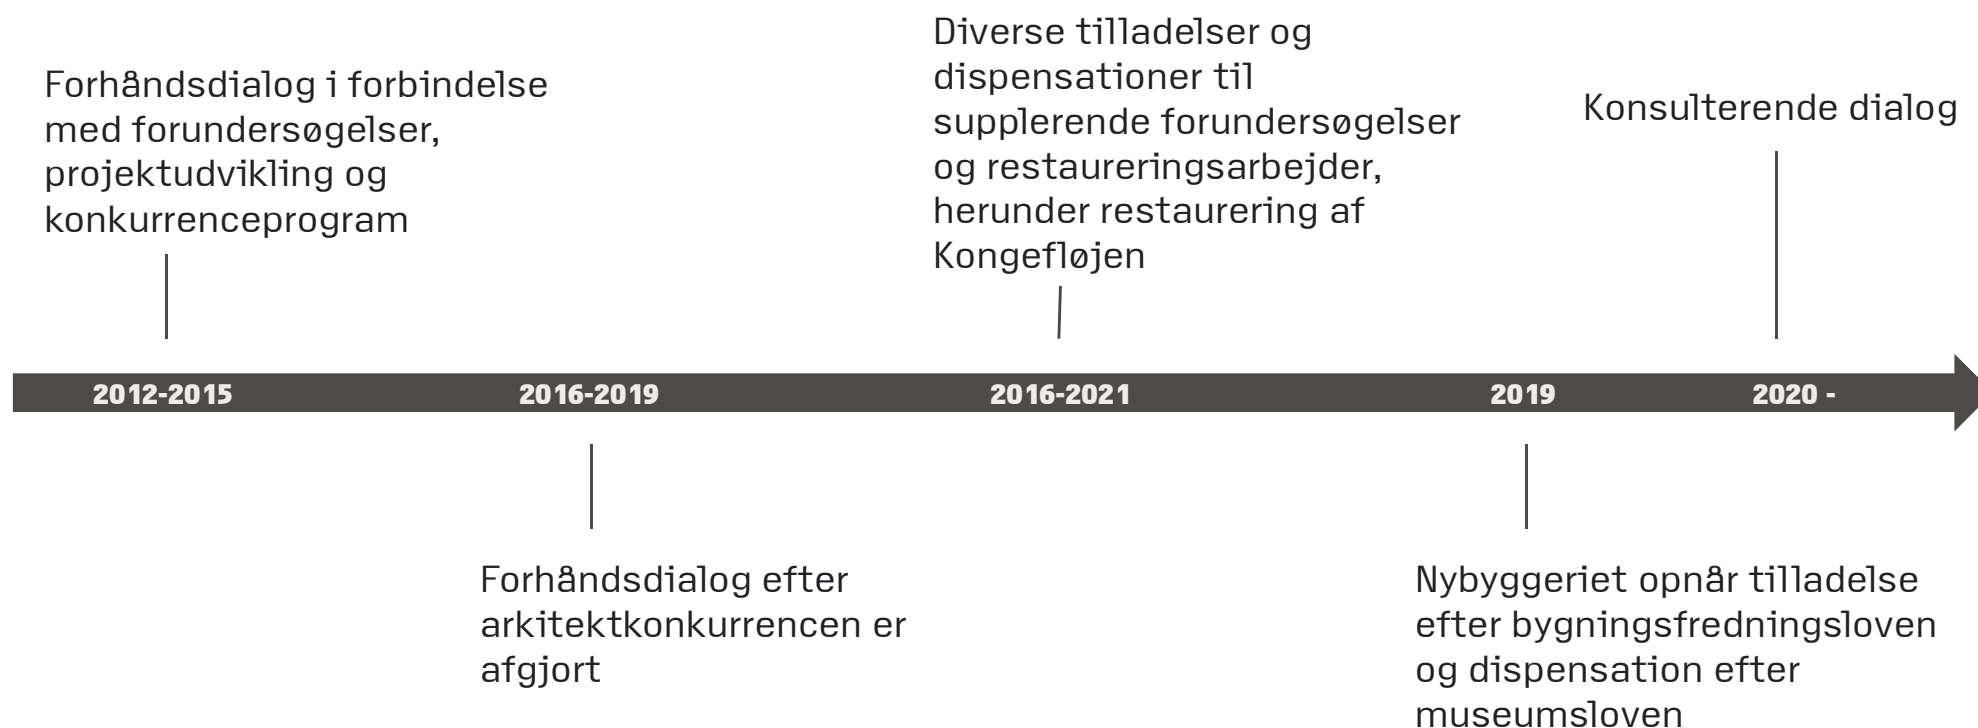 Forhåndsdialog i forbindelse
med forundersøgelser,
projektudvikling og
konkurrenceprogram
Diverse tilladelser og
dispensationer til
supplerende forundersøgelser
og restaureringsarbejder,
herunder restaurering af
Kongefløjen
Konsulterende dialog
2012-2015
2016-2019
2016-2021
2019
2020 -
Forhåndsdialog efter
arkitektkonkurrencen er
afgjort
Nybyggeriet opnår tilladelse
efter bygningsfredningsloven
og dispensation efter
museumsloven